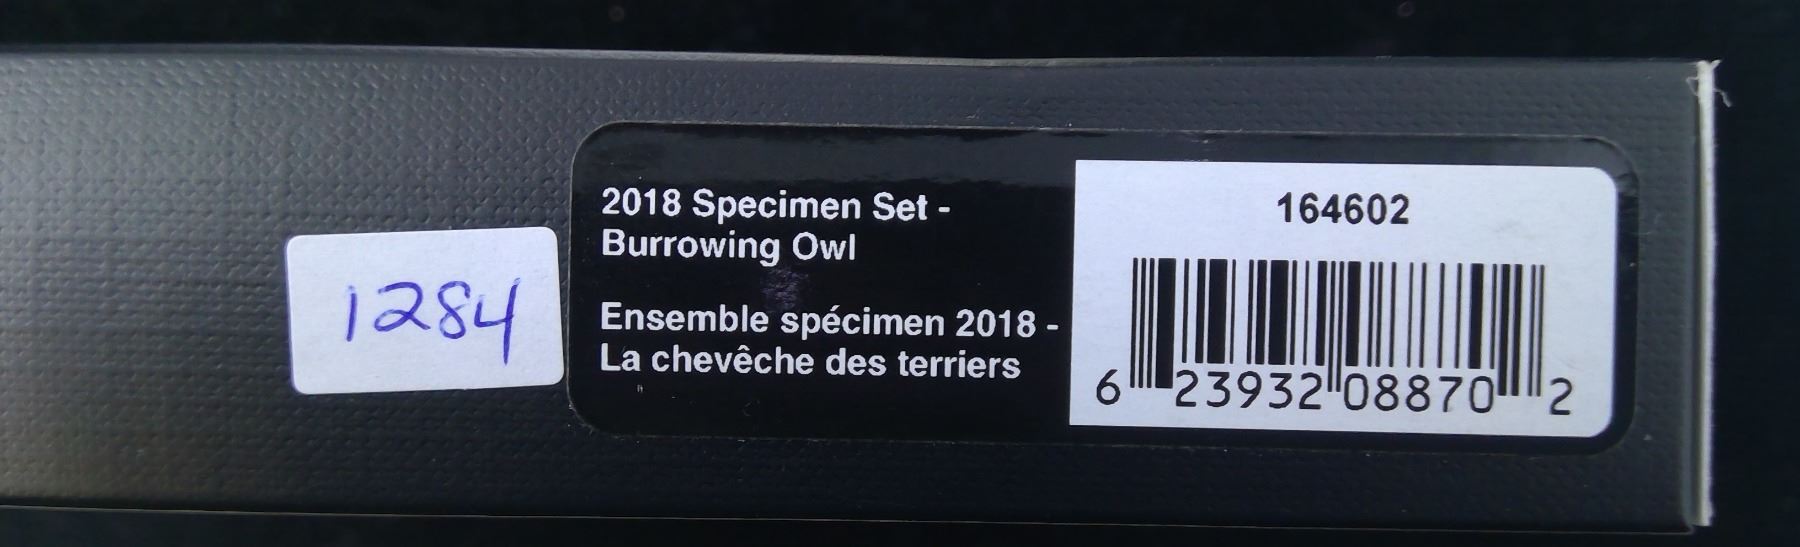 1284
2018 Specimen Set -
Burrowing Owl
Ensemble spécimen 2018 -
La chevêche des terriers
164602
6 23932 08870 2